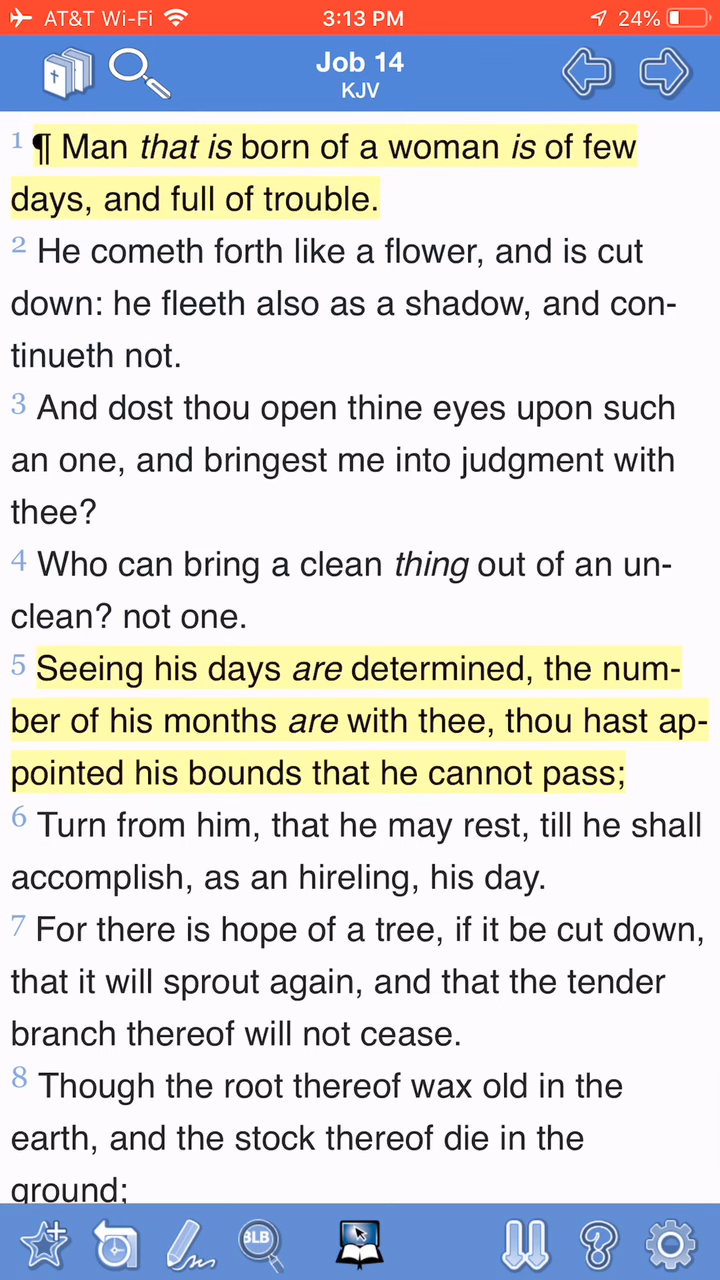 AT&T Wi-Fi 3:13 PM 24%
Job 14
KJV
1 ¶ Man that is born of a woman is of few
days, and full of trouble.
2 He cometh forth like a flower, and is cut
down: he fleeth also as a shadow, and con-
tinueth not.
3 And dost thou open thine eyes upon such
an one, and bringest me into judgment with
thee?
4 Who can bring a clean thing out of an un-
clean? not one.
5 Seeing his days are determined, the num-
ber of his months are with thee, thou hast ap-
pointed his bounds that he cannot pass;
6 Turn from him, that he may rest, till he shall
accomplish, as an hireling, his day.
7 For there is hope of a tree, if it be cut down,
that it will sprout again, and that the tender
branch thereof will not cease.
8 Though the root thereof wax old in the
earth, and the stock thereof die in the
ground;
BLB